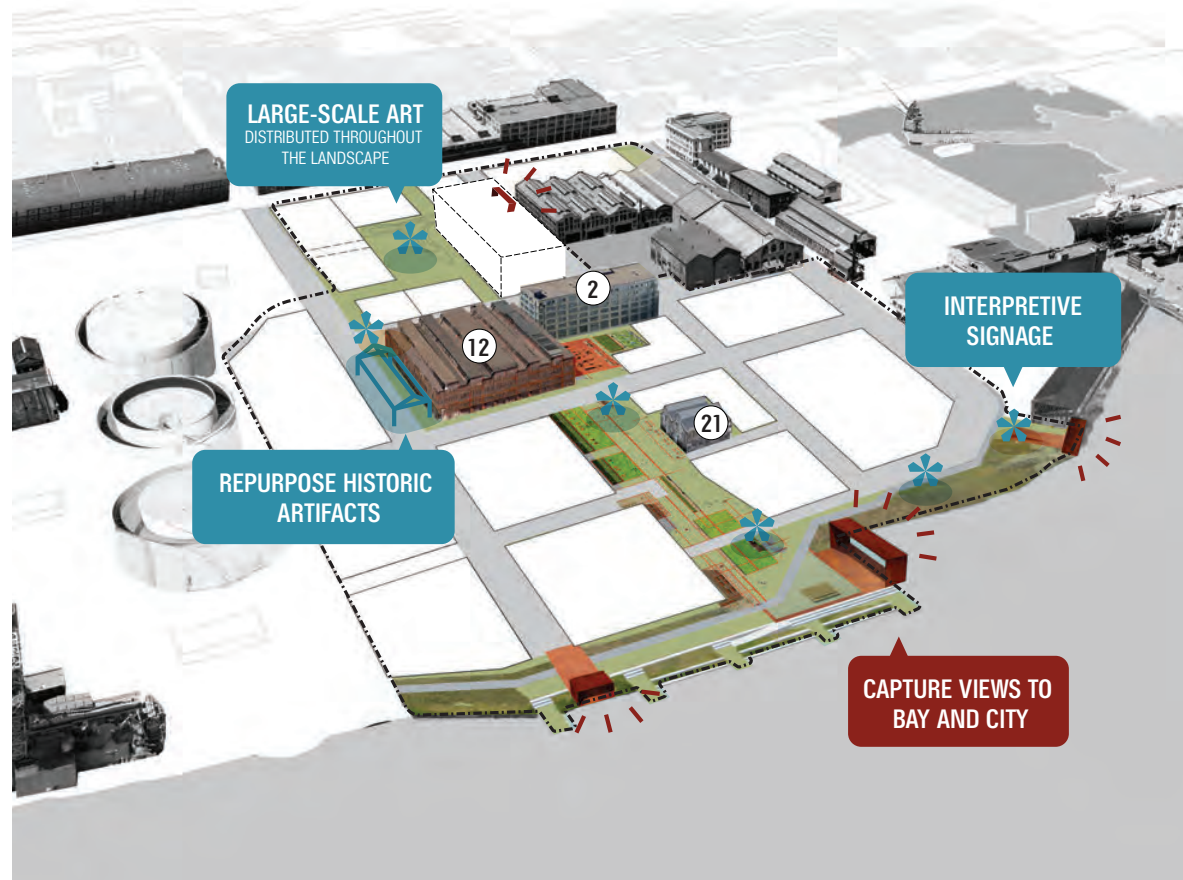 LARGE-SCALE ART
DISTRIBUTED THROUGHOUT
THE LANDSCAPE
2
INTERPRETIVE
SIGNAGE
12
21
REPURPOSE HISTORIC
ARTIFACTS
CAPTURE VIEWS TO
BAY AND CITY